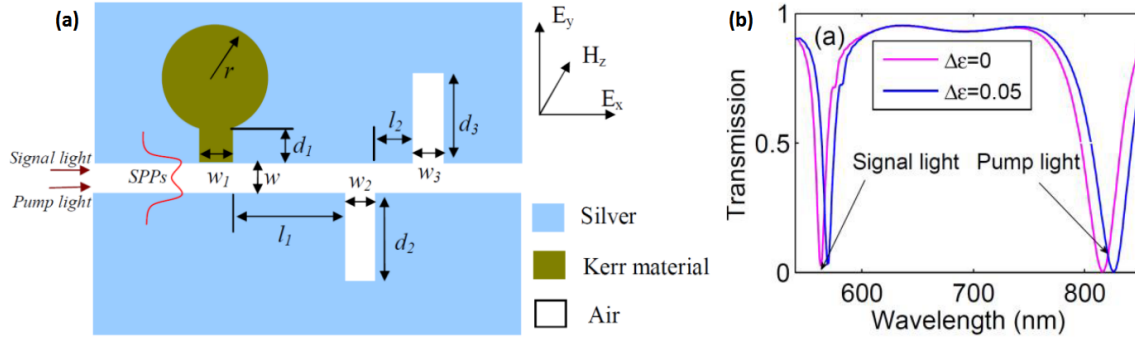 (a)
r
E_y
H_z
E_x
l_2
d_3
d_1
Signal light
SPPs
w_1
w
w_2
w_3
Pump light
l_1
d_2
Silver
Kerr material
Air
(b)
(a)
Δε=0
Δε=0.05
Signal light
Pump light
Transmission
1
0.5
0
600
700
800
Wavelength (nm)